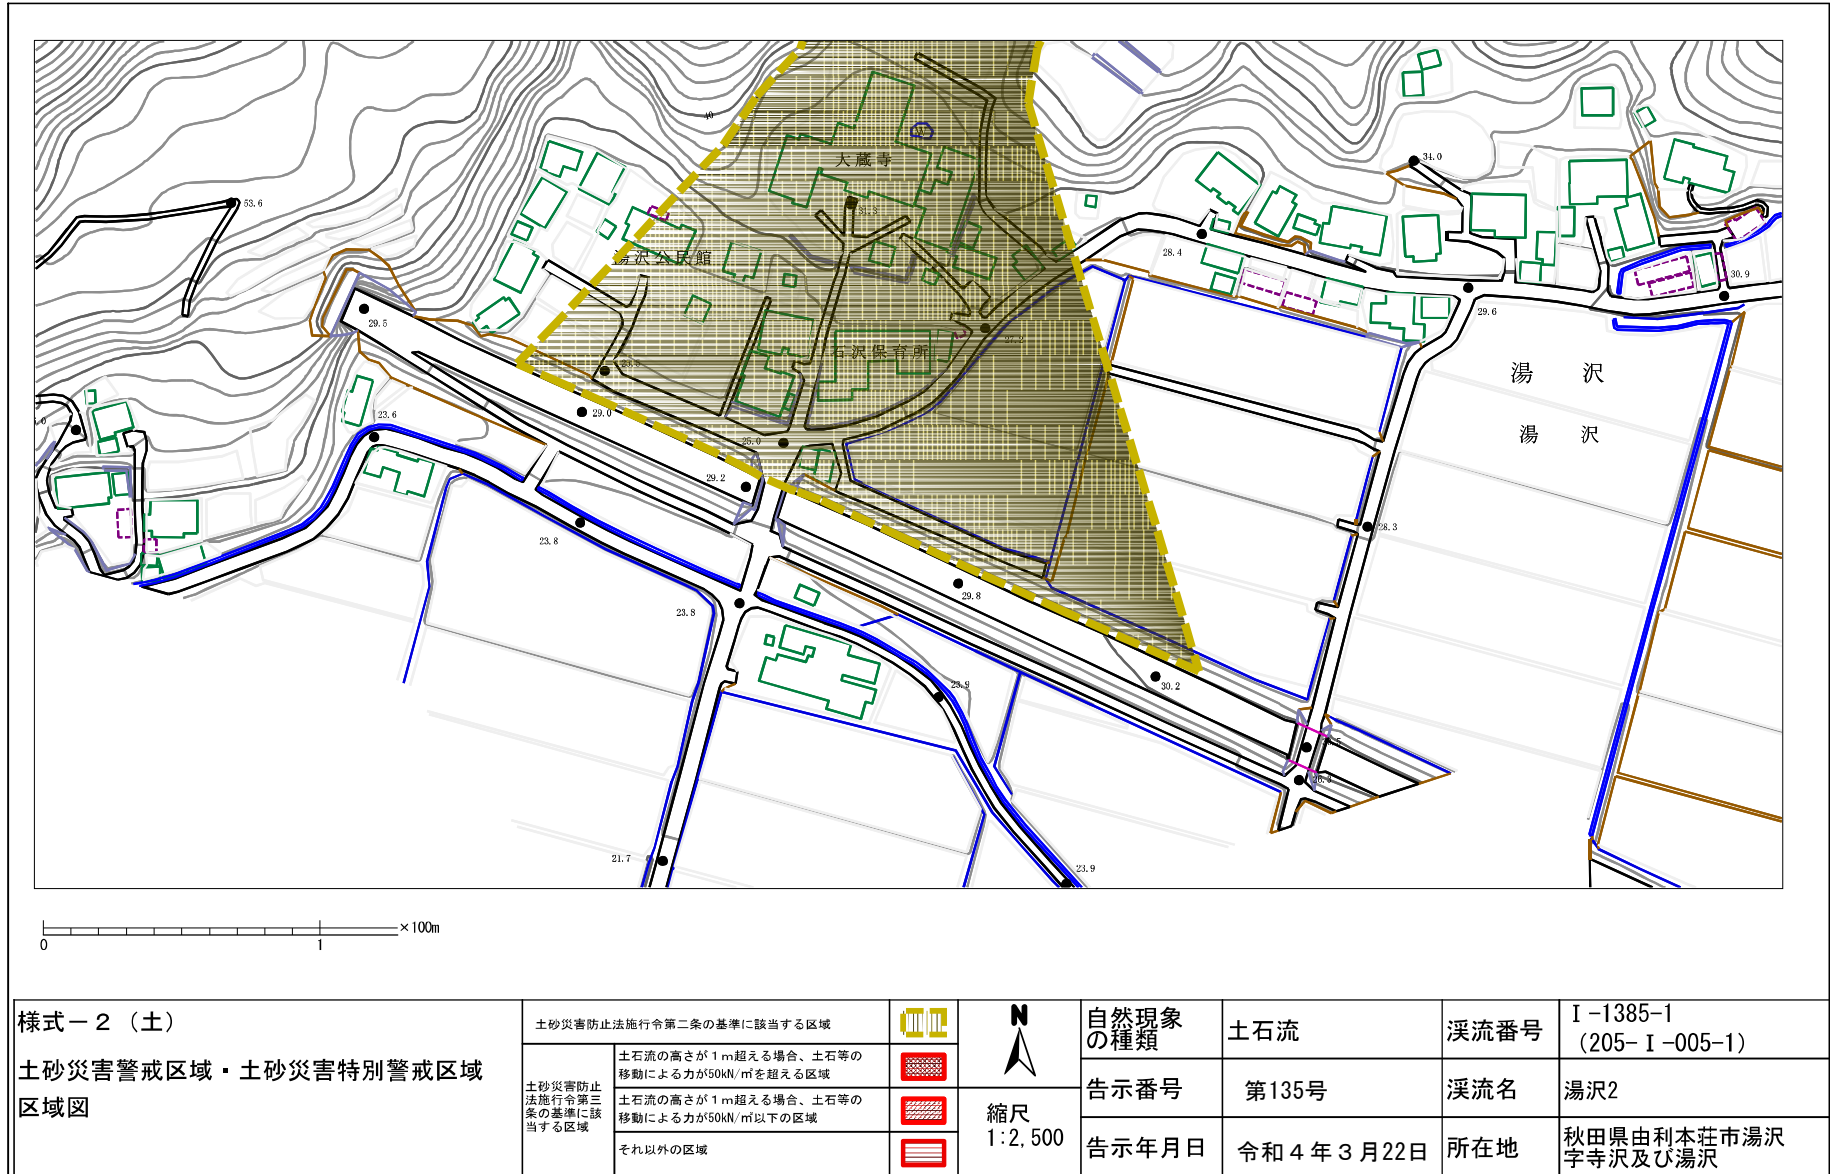 40
大蔵寺
34.0
53.6
31.3
湯沢公民館
28.4
30.9
29.5
29.6
27.2
石沢保育所
湯　沢
29.0
23.6
湯　沢
25.0
29.2
28.3
23.8
29.8
23.8
30.2
23.9
26.3
21.7
23.9
×100m
0
1
様式－２（土）
土砂災害警戒区域・土砂災害特別警戒区域
区域図
土砂災害防止法施行令第二条の基準に該当する区域
土砂災害防止
法施行令第三
条の基準に該
当する区域
土石流の高さが１ｍ超える場合、土石等の
移動による力が50kN/㎡を超える区域
土石流の高さが１ｍ超える場合、土石等の
移動による力が50kN/㎡以下の区域
それ以外の区域
N
縮尺
1:2,500
自然現象
の種類
土石流
渓流番号
Ⅰ-1385-1
(205-Ⅰ-005-1)
告示番号
第135号
渓流名
湯沢2
告示年月日
令和４年３月22日
所在地
秋田県由利本荘市湯沢
字寺沢及び湯沢